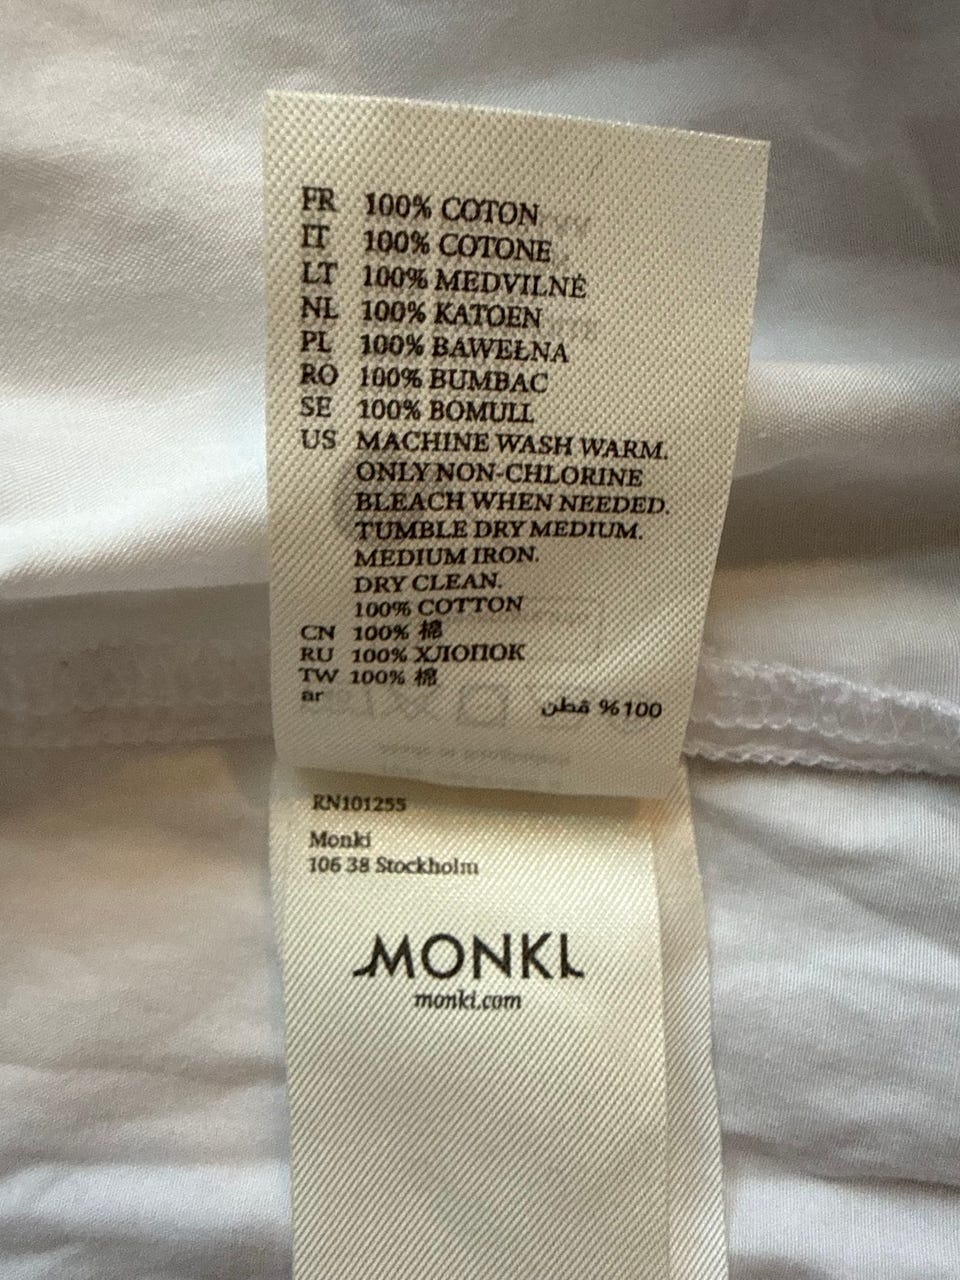 FR 100% COTON
IT 100% COTONE
LT 100% MEDVILNĖ
NL 100% KATOEN
PL 100% BAWEŁNA
RO 100% BUMBAC
SE 100% BOMULL
US MACHINE WASH WARM.
ONLY NON-CHLORINE
BLEACH WHEN NEEDED.
TUMBLE DRY MEDIUM.
MEDIUM IRON.
DRY CLEAN.
100% COTTON
CN 100% 棉
RU 100% ХЛОПОК
TW 100% 棉
ar 100% قطن
RN101255
Monki
106 38 Stockholm
MONKI
monki.com